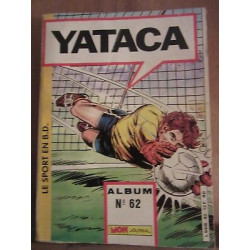 YATACA
LE SPORT EN B.D.
ALBUM
N° 62
MON JOURNAL